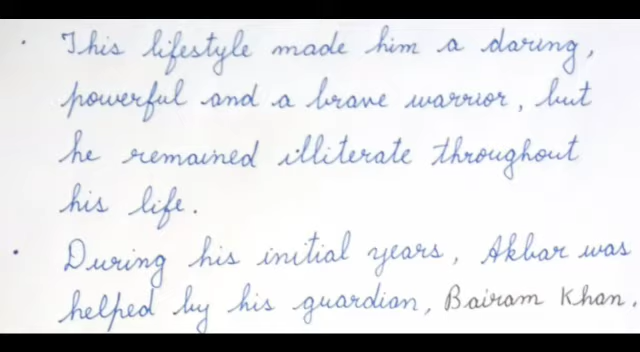 · This lifestyle made him a daring,
powerful and a brave warrior, but
he remained illiterate throughout
his life.
· During his initial years, Akbar was
helped by his guardian, Bairam Khan.